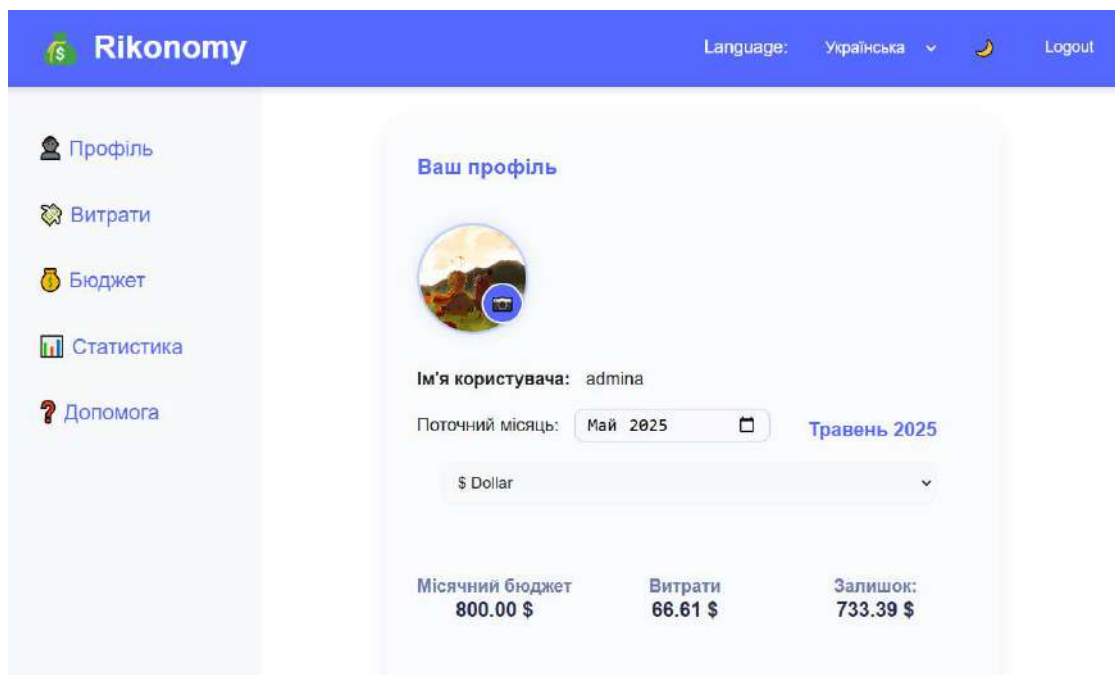 Rikonomy
Language: Українська Logout
Профіль
Витрати
Бюджет
Статистика
Допомога
Ваш профіль
Ім'я користувача: admina
Поточний місяць: Май 2025 Травень 2025
$ Dollar
Місячний бюджет Витрати Залишок:
800.00 $ 66.61 $ 733.39 $